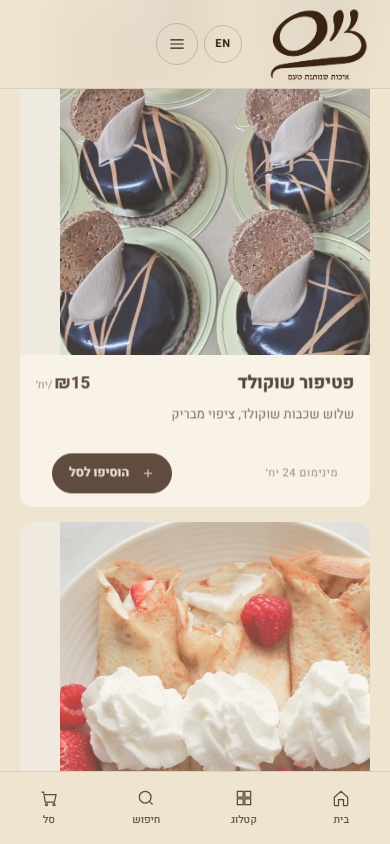 EN
איכות שנותנת טעם
פטיפור שוקולד
₪15 /יח׳
שלוש שכבות שוקולד, ציפוי מבריק
מינימום 24 יח׳
+ הוסיפו לסל
בית
קטלוג
חיפוש
סל